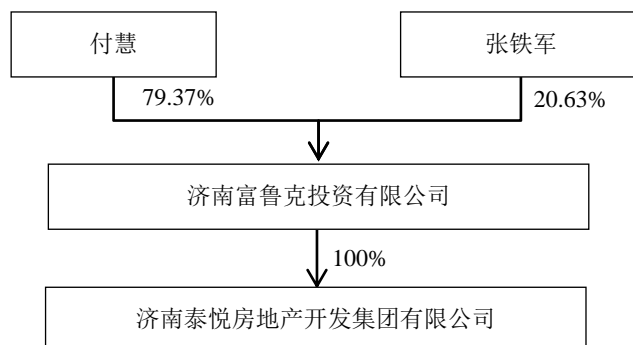 付慧
张铁军
79.37%
20.63%
济南富鲁克投资有限公司
100%
济南泰悦房地产开发集团有限公司